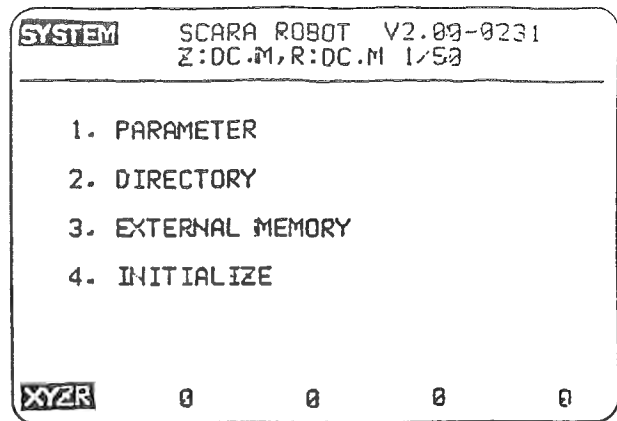 SYSTEM SCARA ROBOT V2.09-0231
Z:DC.M,R:DC.M 1/50
1. PARAMETER
2. DIRECTORY
3. EXTERNAL MEMORY
4. INITIALIZE
XYZR 0 0 0 0